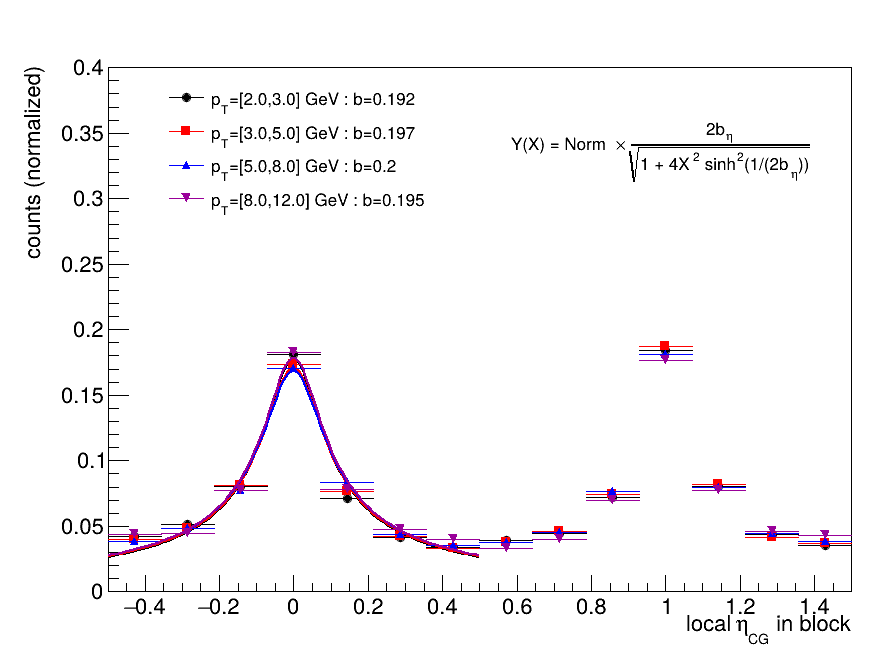 0.4
0.35
0.3
0.25
0.2
0.15
0.1
0.05
0
counts (normalized)
p_T=[2.0,3.0] GeV : b=0.192
p_T=[3.0,5.0] GeV : b=0.197
p_T=[5.0,8.0] GeV : b=0.2
p_T=[8.0,12.0] GeV : b=0.195
Y(X) = Norm × 2b_η / √(1 + 4X² sinh²(1/(2b_η)))
−0.4 −0.2 0 0.2 0.4 0.6 0.8 1 1.2 1.4
local η_CG in block